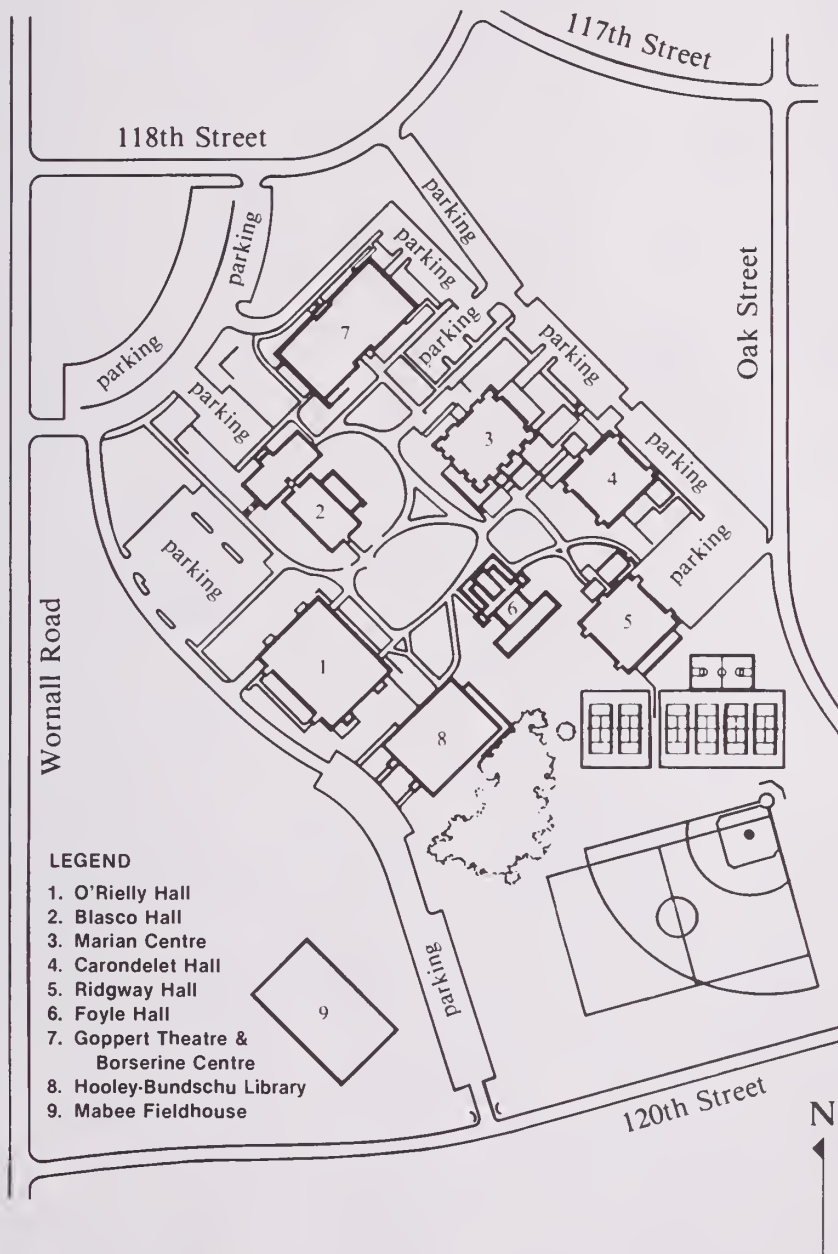 117th Street
118th Street
parking
parking
parking
parking
7
parking
parking
Oak Street
parking
3
parking
parking
4
2
parking
parking
6
5
Wornall Road
1
8
LEGEND
1. O'Rielly Hall
2. Blasco Hall
3. Marian Centre
4. Carondelet Hall
5. Ridgway Hall
6. Foyle Hall
7. Goppert Theatre &
Borserine Centre
8. Hooley-Bundschu Library
9. Mabee Fieldhouse
9
parking
120th Street
N